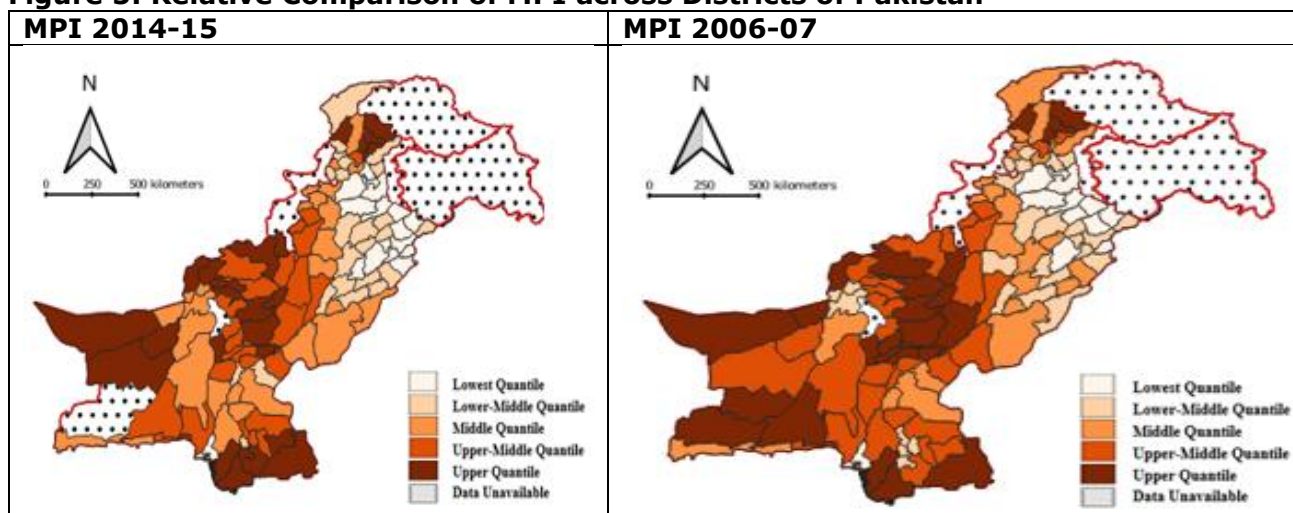 Figure 3: Relative Comparison of MPI across Districts of Pakistan
MPI 2014-15
MPI 2006-07
N
0 250 500 kilometers
Lowest Quantile
Lower-Middle Quantile
Middle Quantile
Upper-Middle Quantile
Upper Quantile
Data Unavailable
N
0 250 500 kilometers
Lowest Quantile
Lower-Middle Quantile
Middle Quantile
Upper-Middle Quantile
Upper Quantile
Data Unavailable